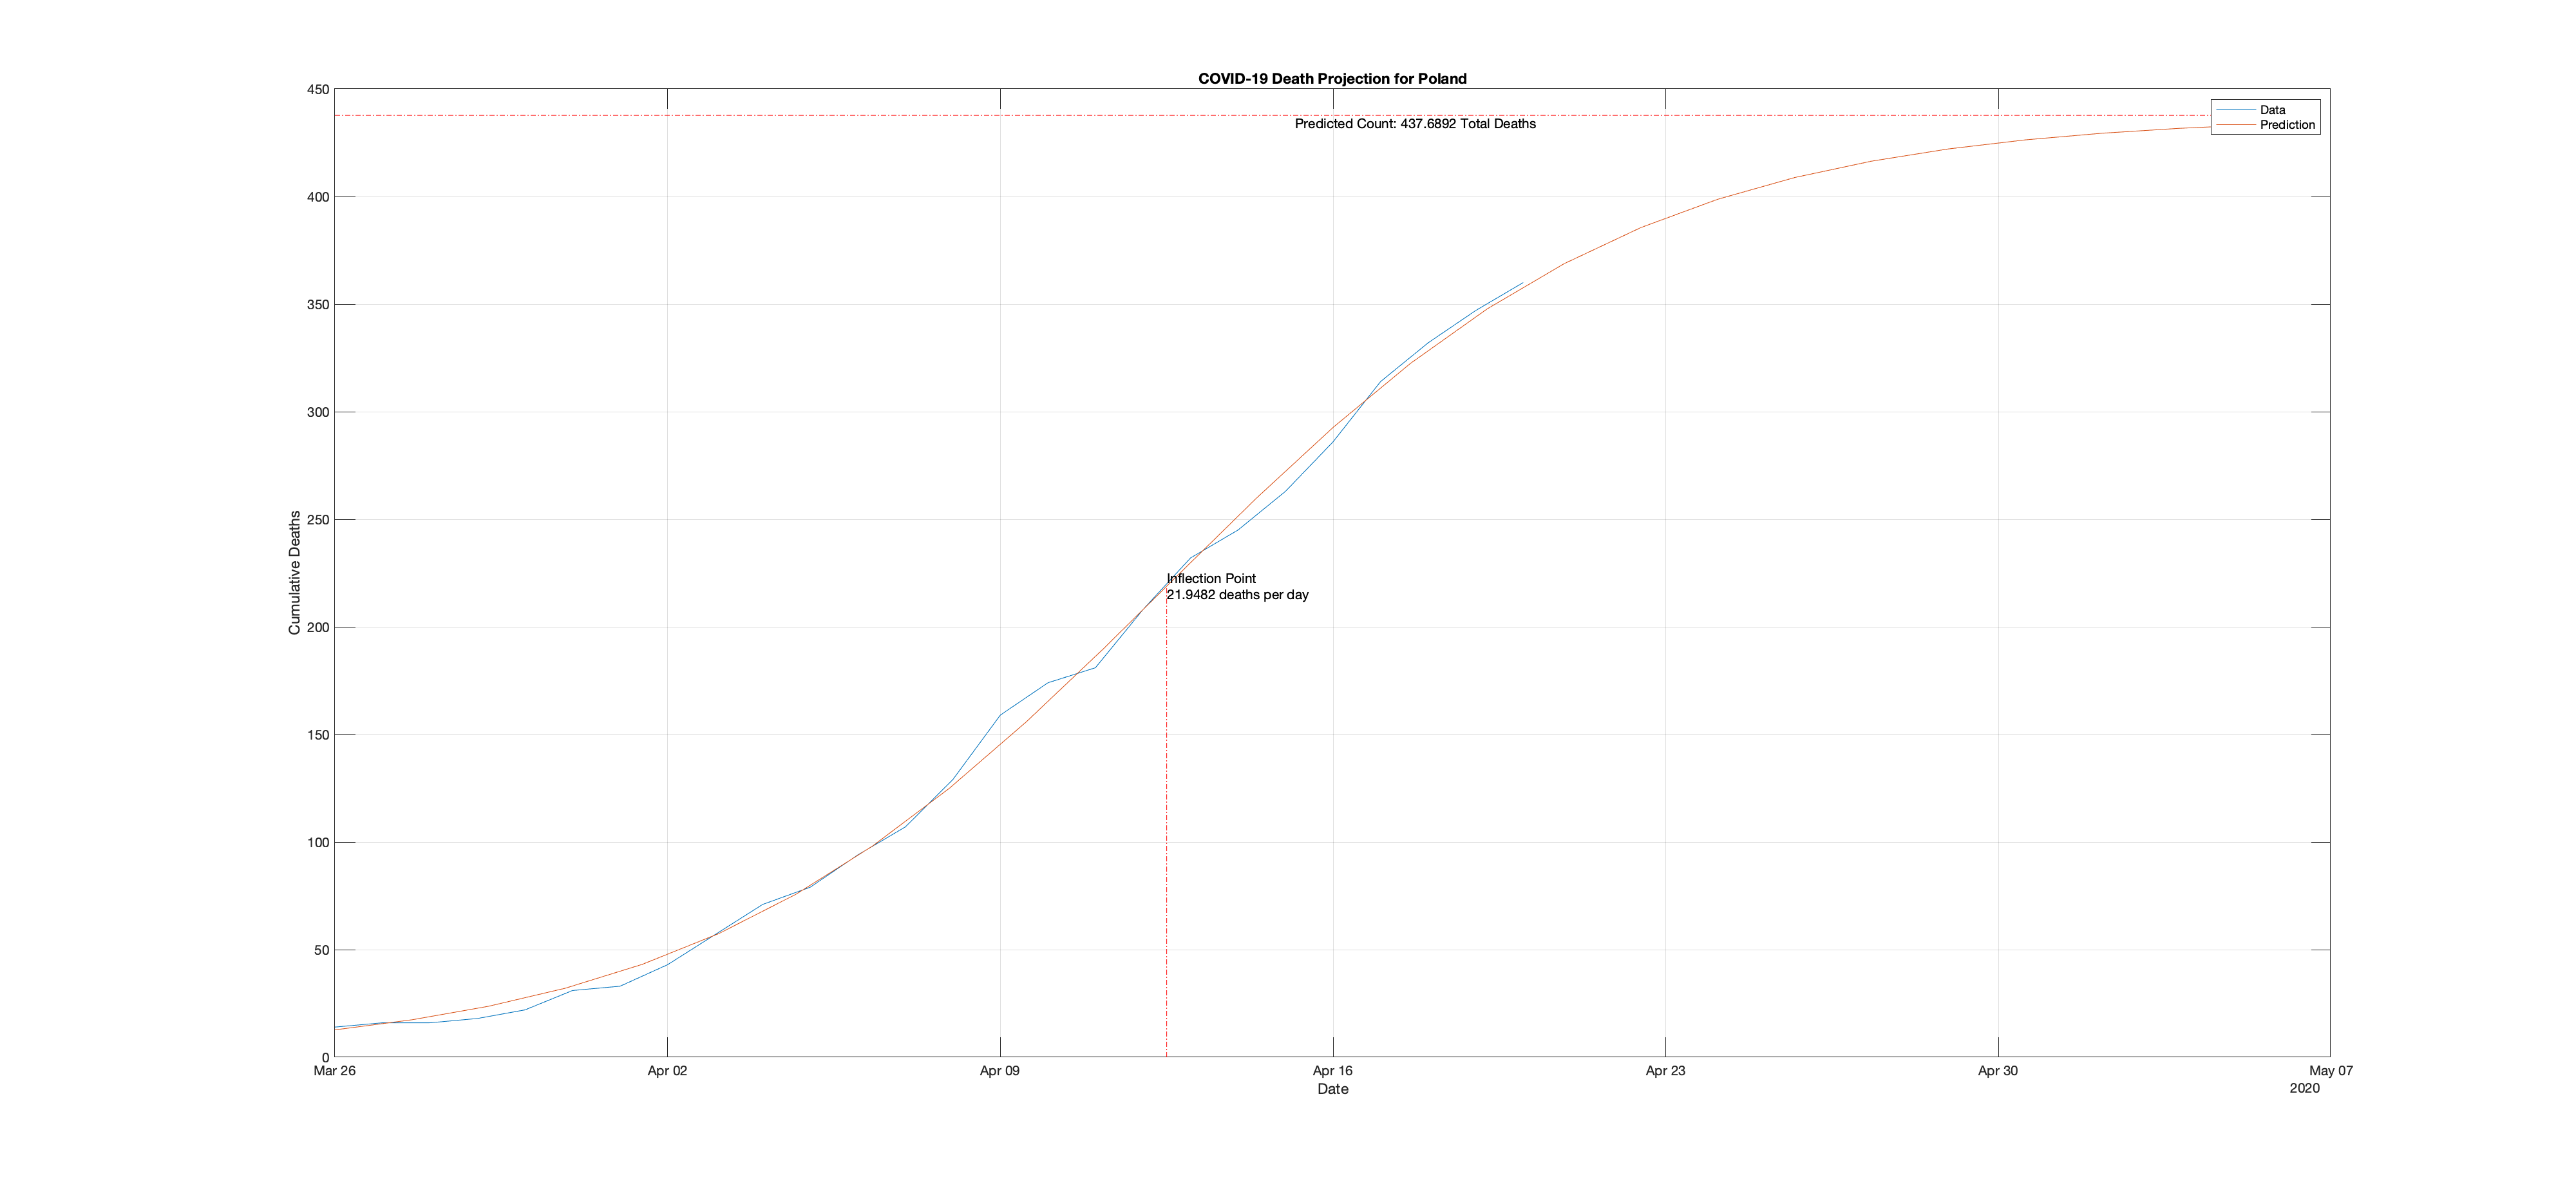 COVID-19 Death Projection for Poland
450
400
350
300
250
200
150
100
50
0
Cumulative Deaths
Predicted Count: 437.6892 Total Deaths
Data
Prediction
Inflection Point
21.9482 deaths per day
Mar 26
Apr 02
Apr 09
Apr 16
Apr 23
Apr 30
May 07
Date
2020